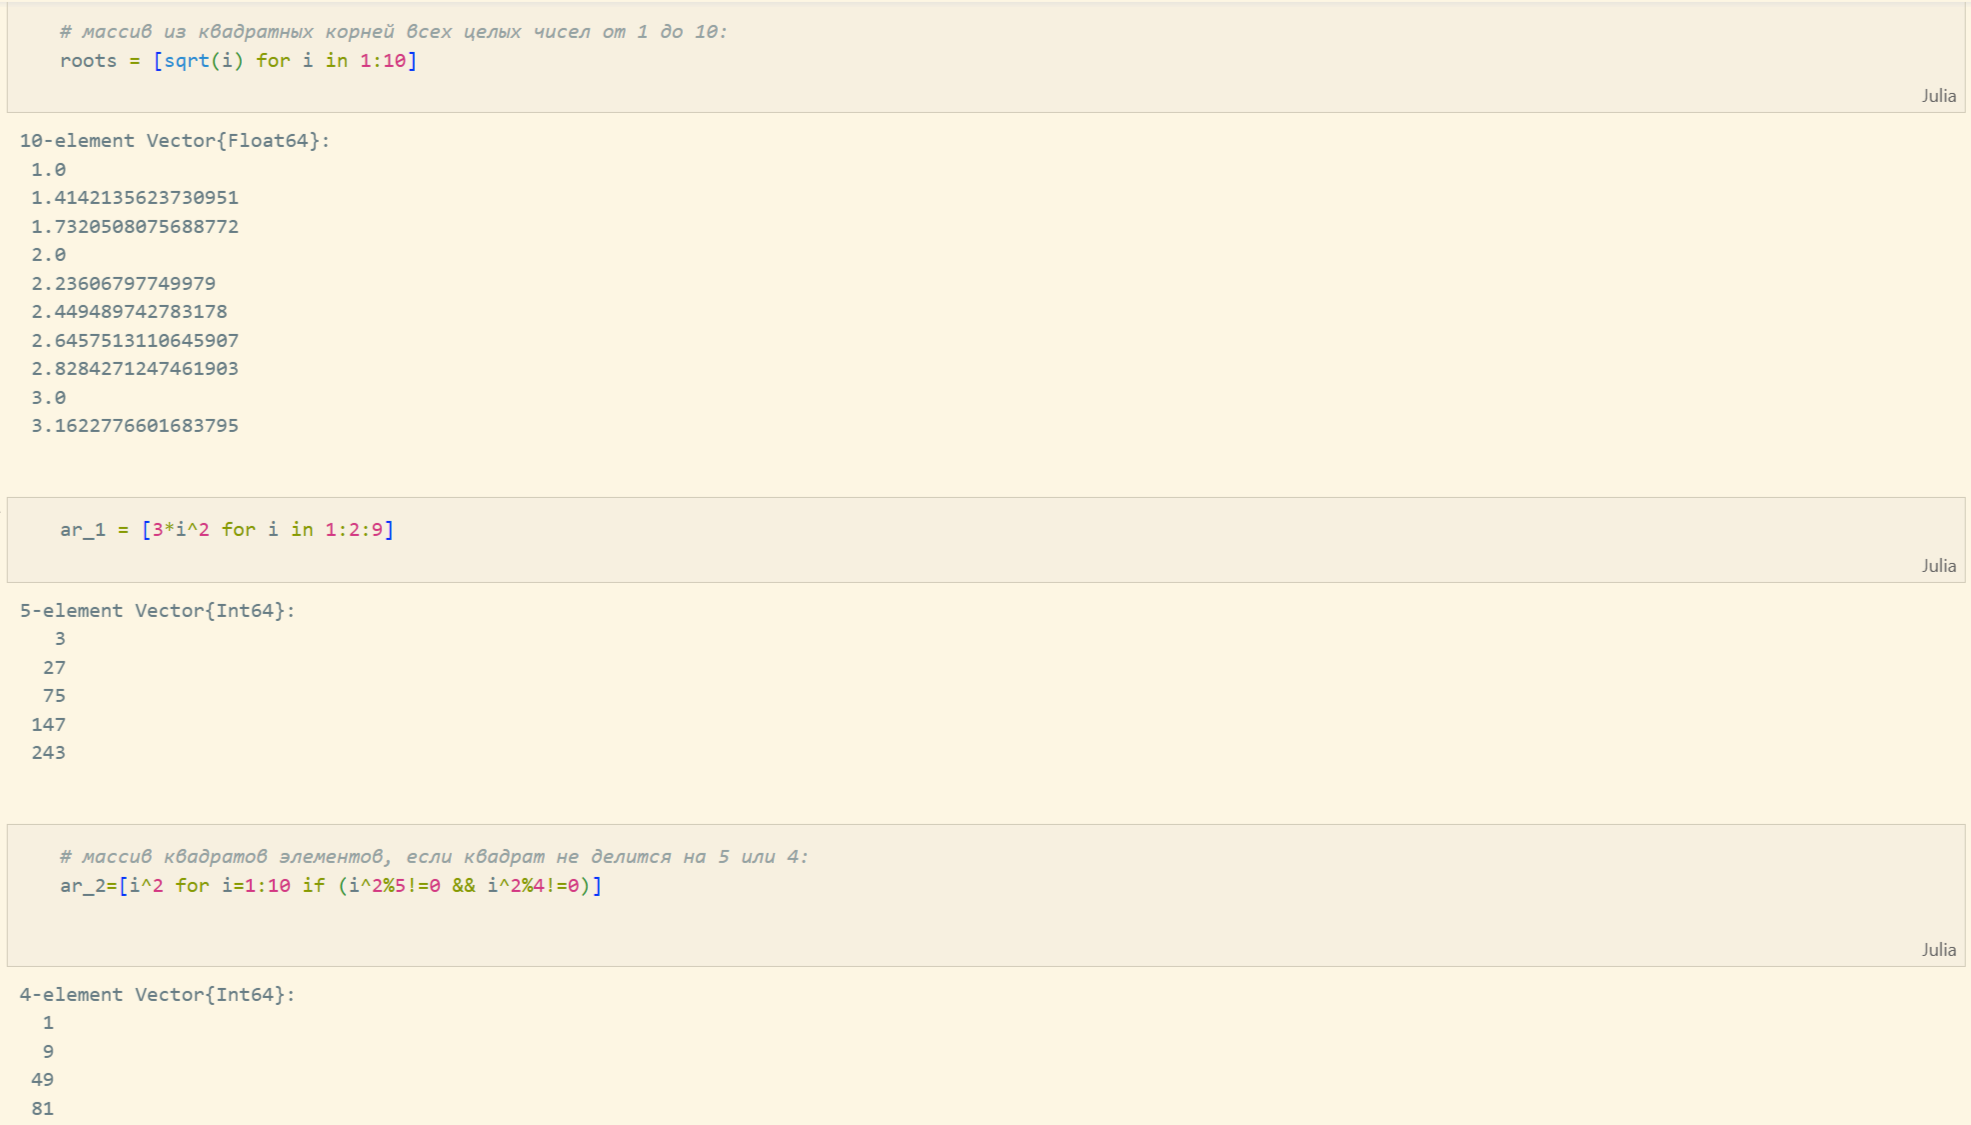 # массив из квадратных корней всех целых чисел от 1 до 10:
roots = [sqrt(i) for i in 1:10]
Julia
10-element Vector{Float64}:
1.0
1.4142135623730951
1.7320508075688772
2.0
2.23606797749979
2.449489742783178
2.6457513110645907
2.8284271247461903
3.0
3.1622776601683795
ar_1 = [3*i^2 for i in 1:2:9]
Julia
5-element Vector{Int64}:
3
27
75
147
243
# массив квадратов элементов, если квадрат не делится на 5 или 4:
ar_2=[i^2 for i=1:10 if (i^2%5!=0 && i^2%4!=0)]
Julia
4-element Vector{Int64}:
1
9
49
81